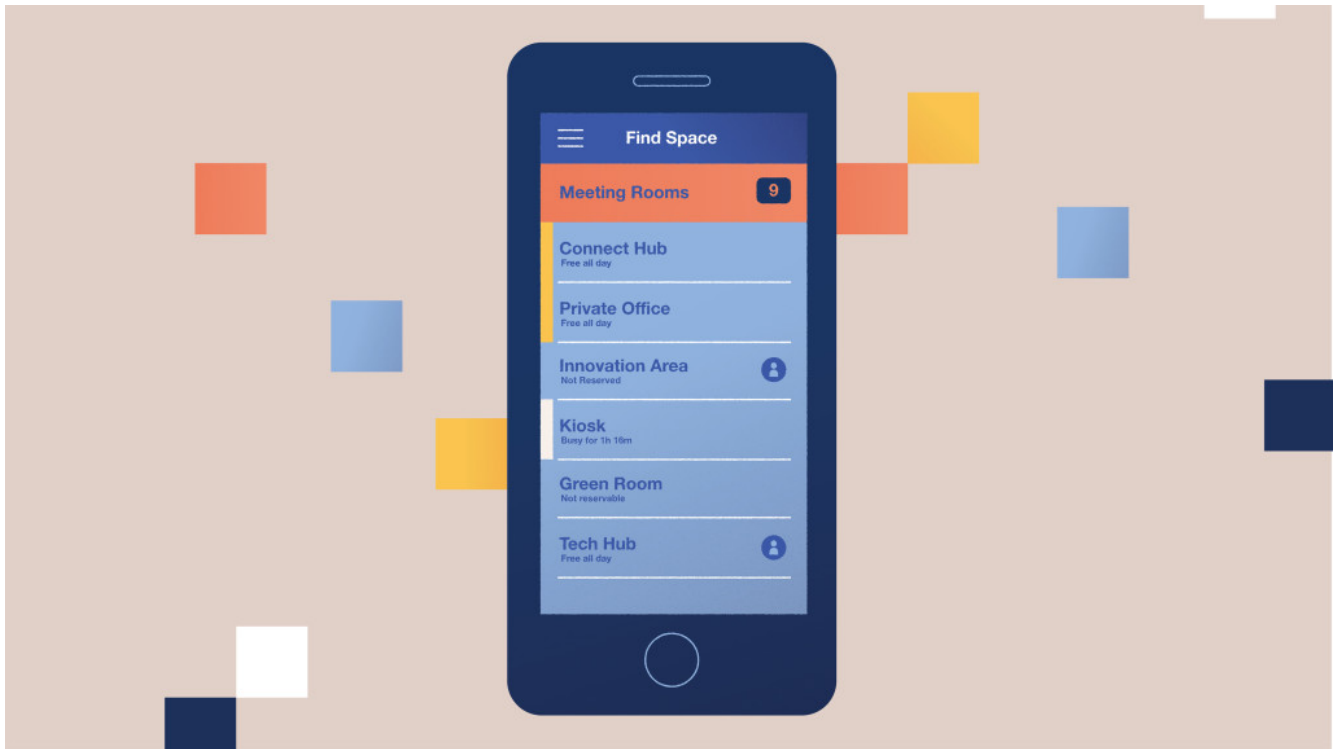 Find Space
Meeting Rooms 9
Connect Hub
Free all day
Private Office
Free all day
Innovation Area
Not Reserved
Kiosk
Busy for 1h 16m
Green Room
Not reservable
Tech Hub
Free all day